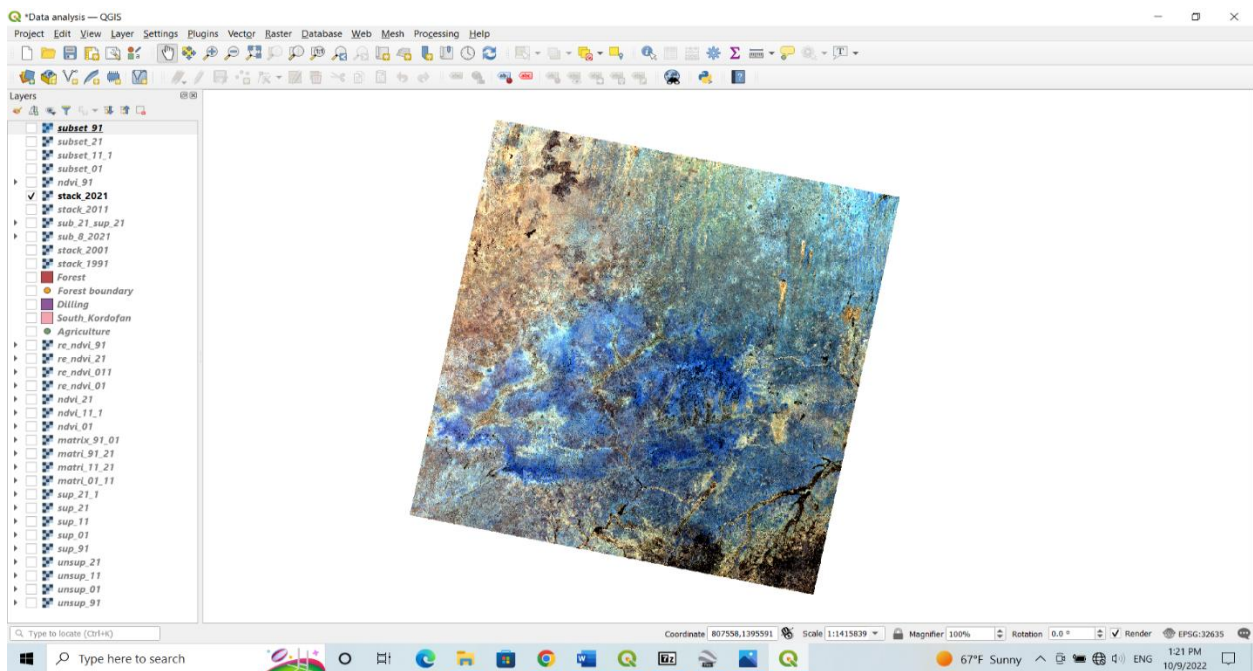 *Data analysis — QGIS
Project Edit View Layer Settings Plugins Vector Raster Database Web Mesh Processing Help
Layers
subset_91
subset_21
subset_11_1
subset_01
ndvi_91
stack_2021
stack_2011
sub_21_sup_21
sub_8_2021
stack_2001
stack_1991
Forest
Forest boundary
Dilling
South_Kordofan
Agriculture
re_ndvi_91
re_ndvi_21
re_ndvi_011
re_ndvi_01
ndvi_21
ndvi_11_1
ndvi_01
matrix_91_01
matri_91_21
matri_11_21
matri_01_11
sup_21_1
sup_21
sup_11
sup_01
sup_91
unsup_21
unsup_11
unsup_01
unsup_91
Type to locate (Ctrl+K) Coordinate 807558,1395591 Scale 1:1415839 Magnifier 100% Rotation 0.0 ° Render EPSG:32635
Type here to search 67°F Sunny ENG 1:21 PM
10/9/2022